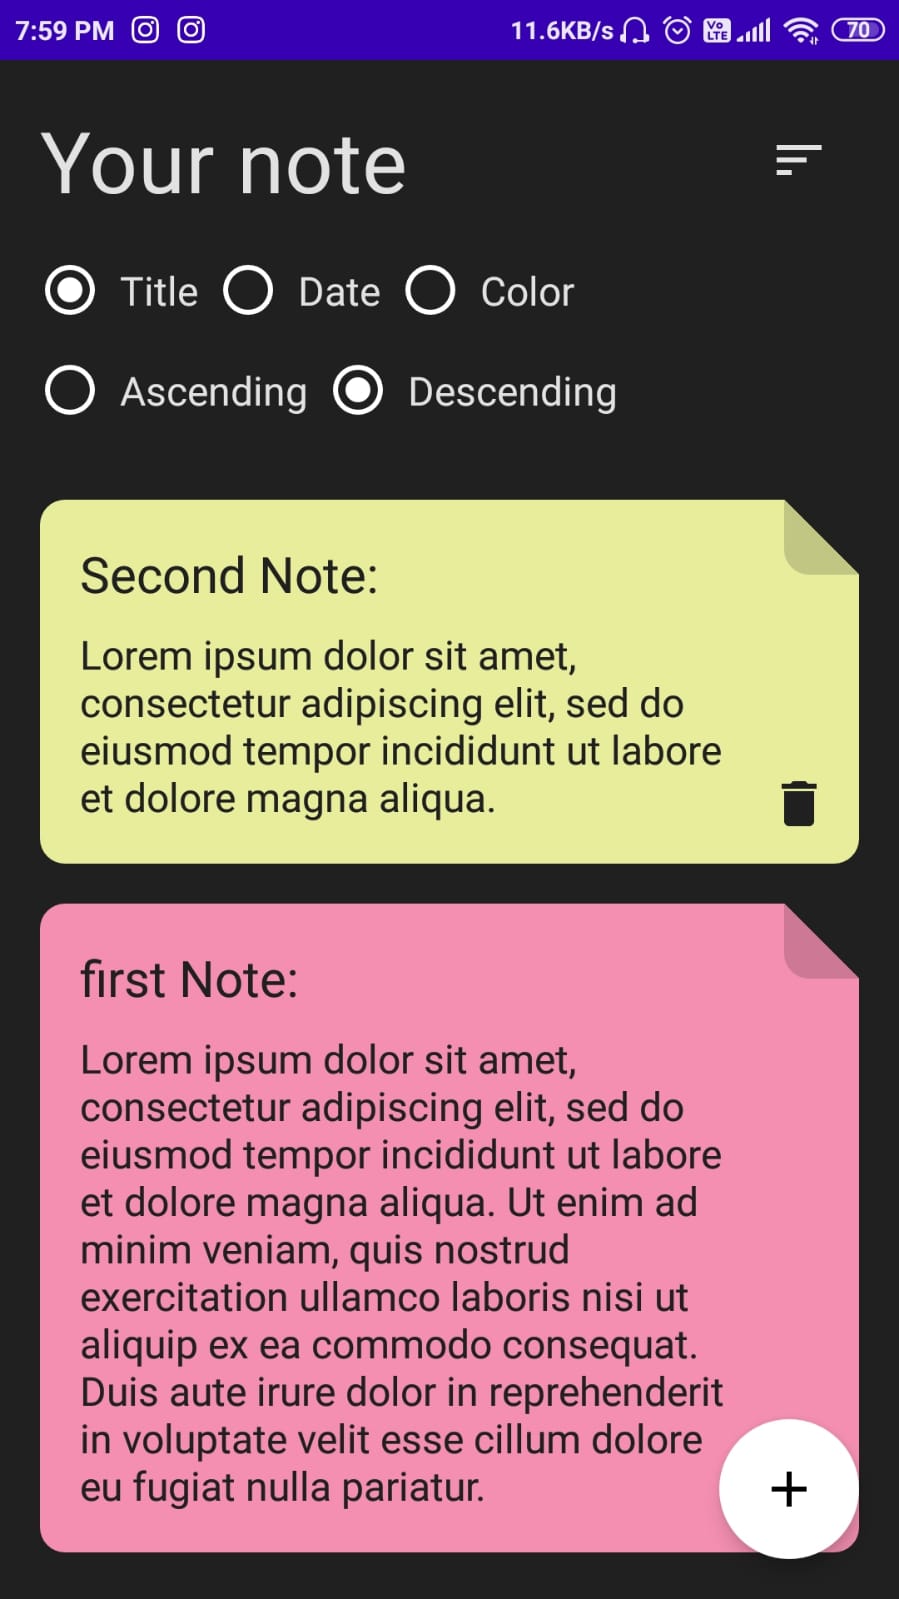 7:59 PM 11.6KB/s Vo LTE 70
Your note
Title Date Color
Ascending Descending
Second Note:
Lorem ipsum dolor sit amet,
consectetur adipiscing elit, sed do
eiusmod tempor incididunt ut labore
et dolore magna aliqua.
first Note:
Lorem ipsum dolor sit amet,
consectetur adipiscing elit, sed do
eiusmod tempor incididunt ut labore
et dolore magna aliqua. Ut enim ad
minim veniam, quis nostrud
exercitation ullamco laboris nisi ut
aliquip ex ea commodo consequat.
Duis aute irure dolor in reprehenderit
in voluptate velit esse cillum dolore
eu fugiat nulla pariatur.